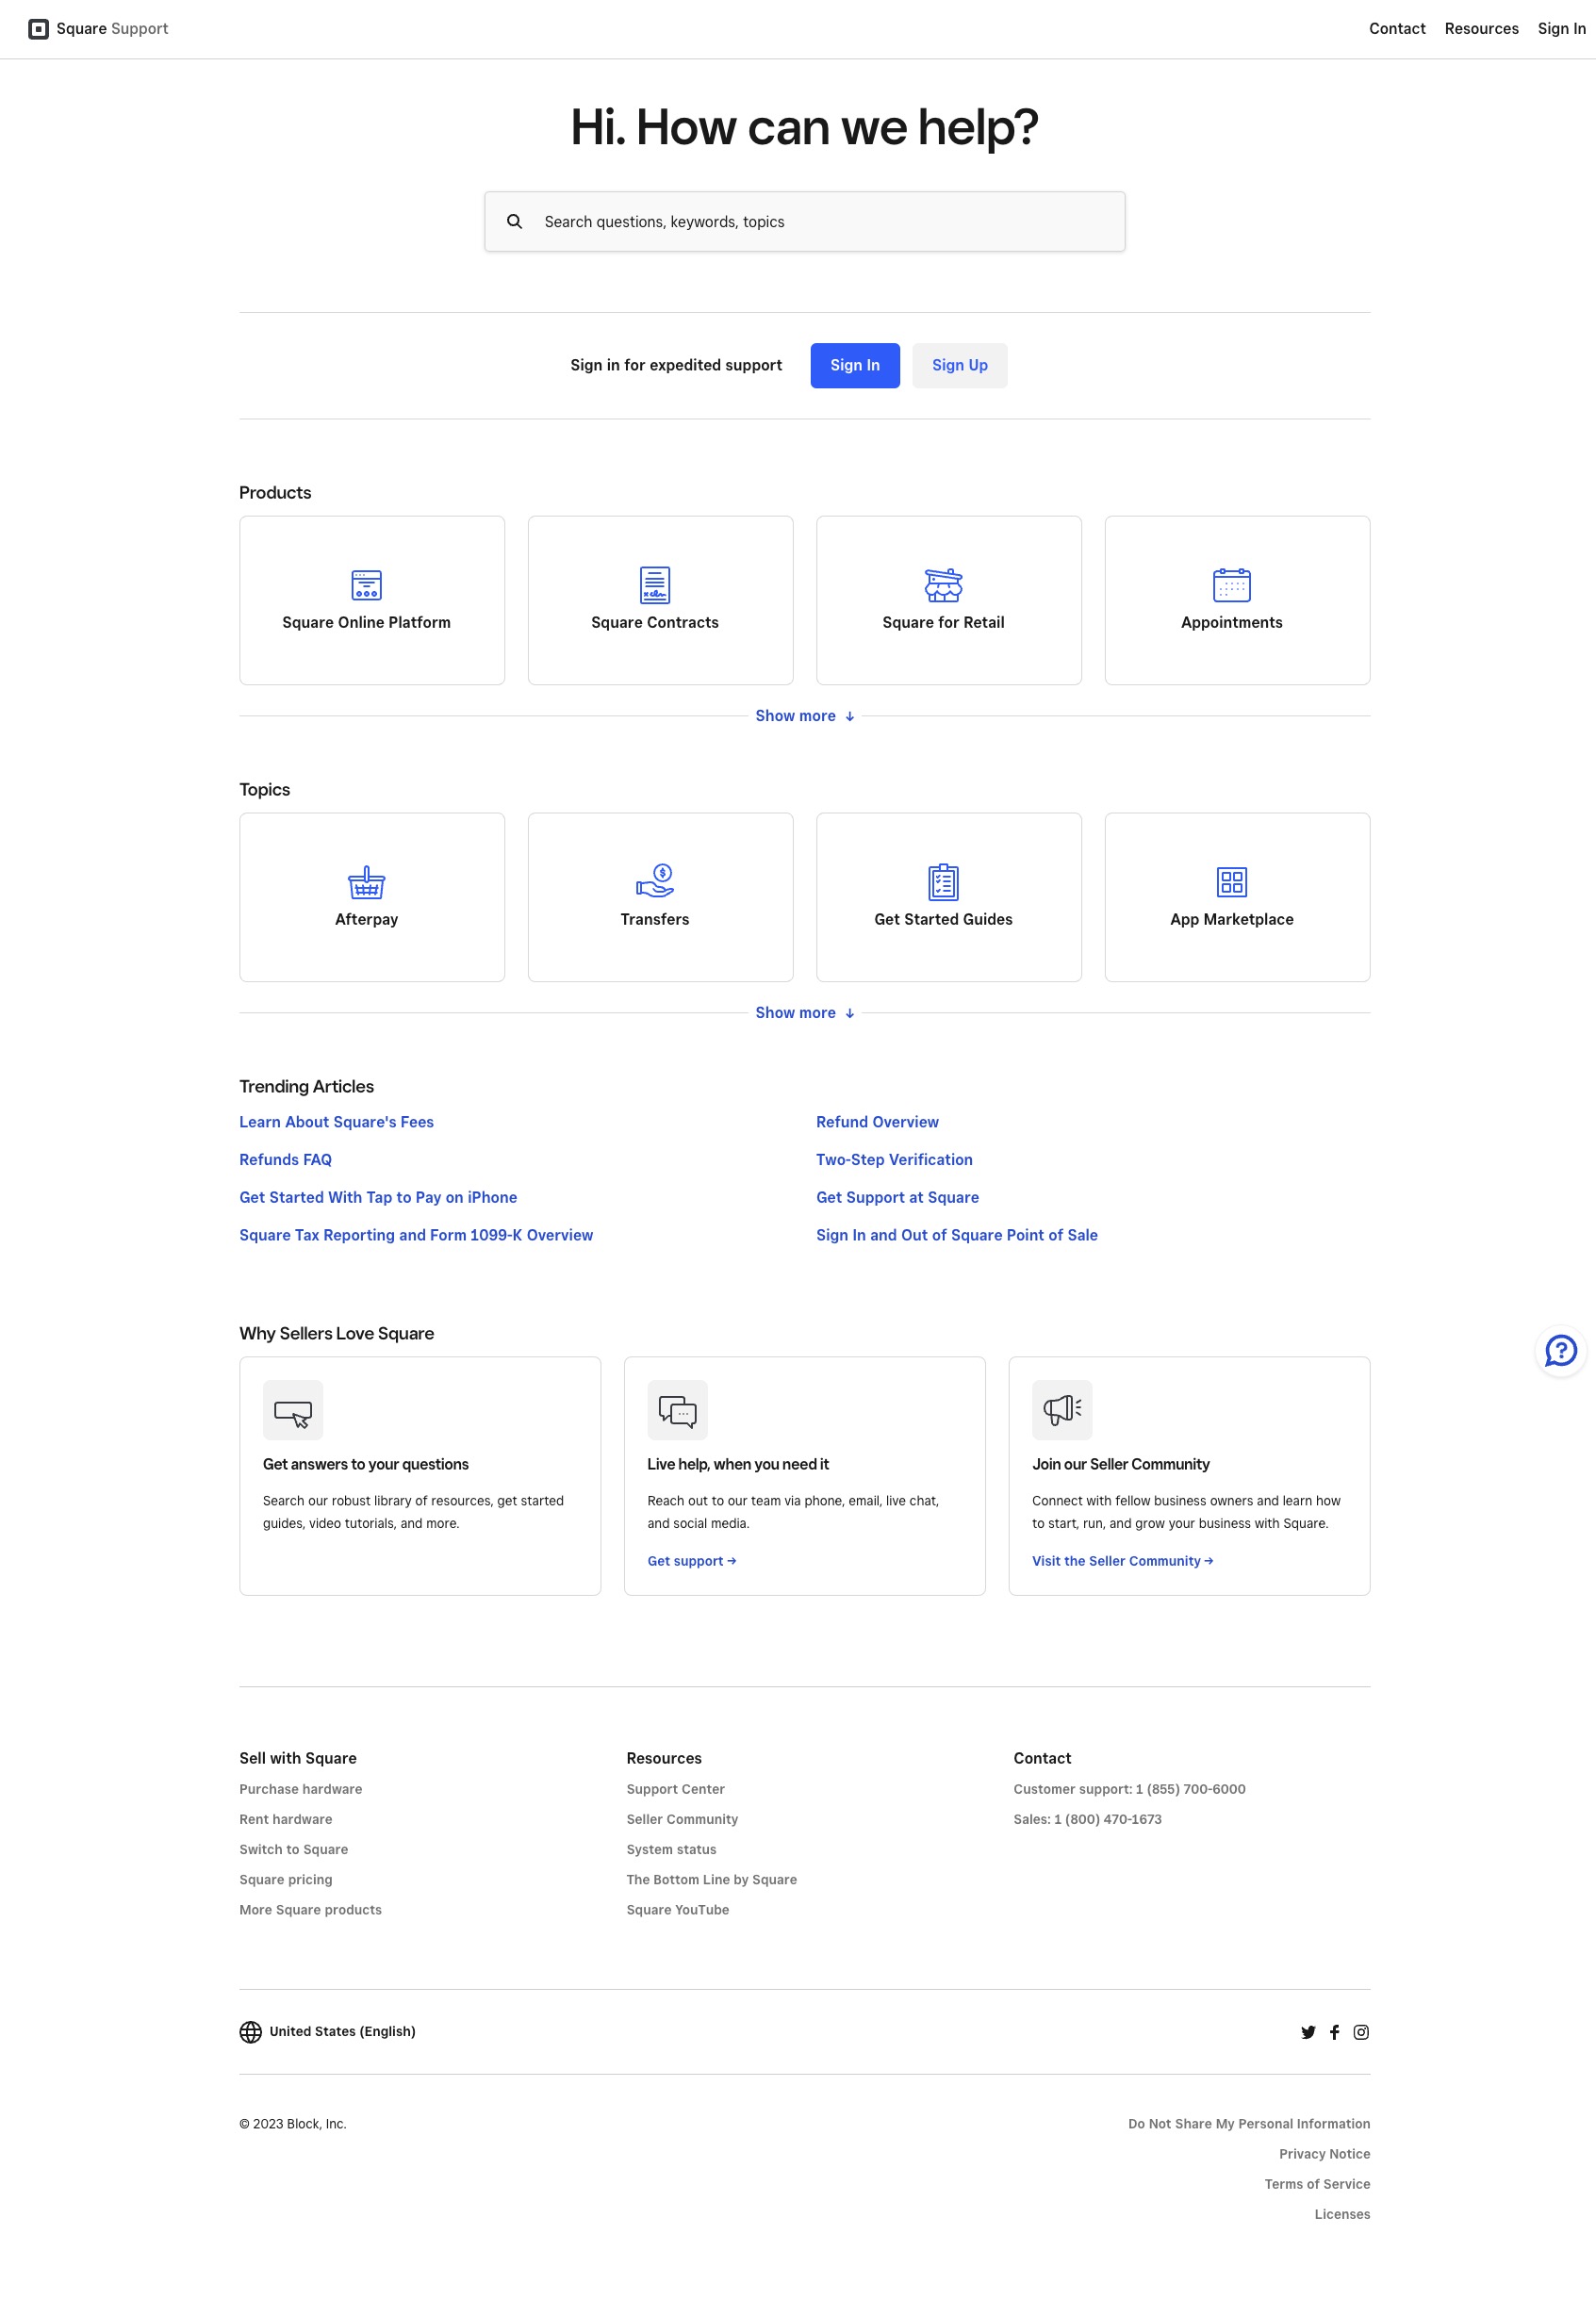 Square Support
Contact Resources Sign In
Hi. How can we help?
Search questions, keywords, topics
Sign in for expedited support Sign In Sign Up
Products
Square Online Platform
Square Contracts
Square for Retail
Appointments
Show more ↓
Topics
Afterpay
Transfers
Get Started Guides
App Marketplace
Show more ↓
Trending Articles
Learn About Square's Fees
Refund Overview
Refunds FAQ
Two-Step Verification
Get Started With Tap to Pay on iPhone
Get Support at Square
Square Tax Reporting and Form 1099-K Overview
Sign In and Out of Square Point of Sale
Why Sellers Love Square
Get answers to your questions
Search our robust library of resources, get started
guides, video tutorials, and more.
Live help, when you need it
Reach out to our team via phone, email, live chat,
and social media.
Get support →
Join our Seller Community
Connect with fellow business owners and learn how
to start, run, and grow your business with Square.
Visit the Seller Community →
Sell with Square
Purchase hardware
Rent hardware
Switch to Square
Square pricing
More Square products
Resources
Support Center
Seller Community
System status
The Bottom Line by Square
Square YouTube
Contact
Customer support: 1 (855) 700-6000
Sales: 1 (800) 470-1673
United States (English)
© 2023 Block, Inc.
Do Not Share My Personal Information
Privacy Notice
Terms of Service
Licenses